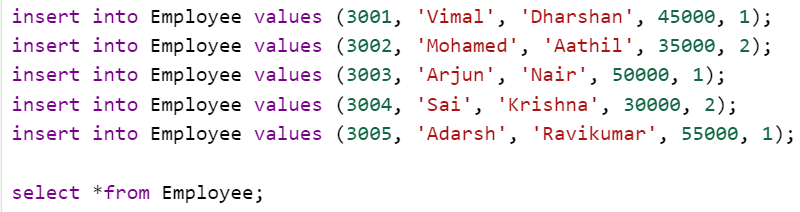 insert into Employee values (3001, 'Vimal', 'Dharshan', 45000, 1);
insert into Employee values (3002, 'Mohamed', 'Aathil', 35000, 2);
insert into Employee values (3003, 'Arjun', 'Nair', 50000, 1);
insert into Employee values (3004, 'Sai', 'Krishna', 30000, 2);
insert into Employee values (3005, 'Adarsh', 'Ravikumar', 55000, 1);
select *from Employee;